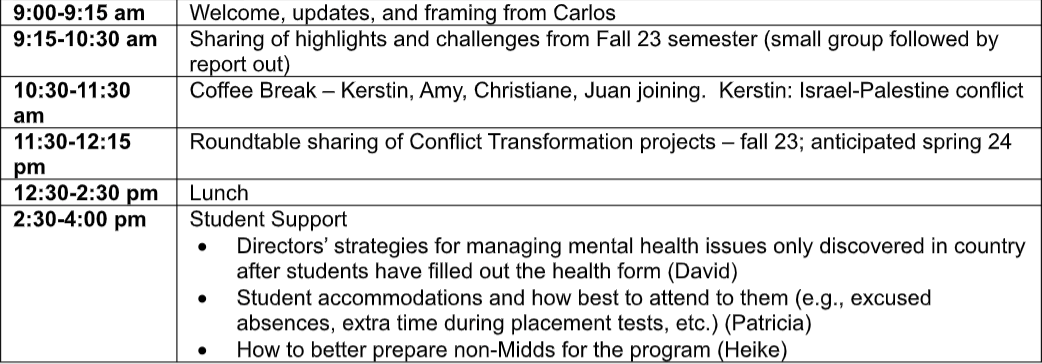 9:00-9:15 am Welcome, updates, and framing from Carlos
9:15-10:30 am Sharing of highlights and challenges from Fall 23 semester (small group followed by
report out)
10:30-11:30 Coffee Break – Kerstin, Amy, Christiane, Juan joining.  Kerstin: Israel-Palestine conflict
am
11:30-12:15 Roundtable sharing of Conflict Transformation projects – fall 23; anticipated spring 24
pm
12:30-2:30 pm Lunch
2:30-4:00 pm Student Support
• Directors’ strategies for managing mental health issues only discovered in country
after students have filled out the health form (David)
• Student accommodations and how best to attend to them (e.g., excused
absences, extra time during placement tests, etc.) (Patricia)
• How to better prepare non-Midds for the program (Heike)